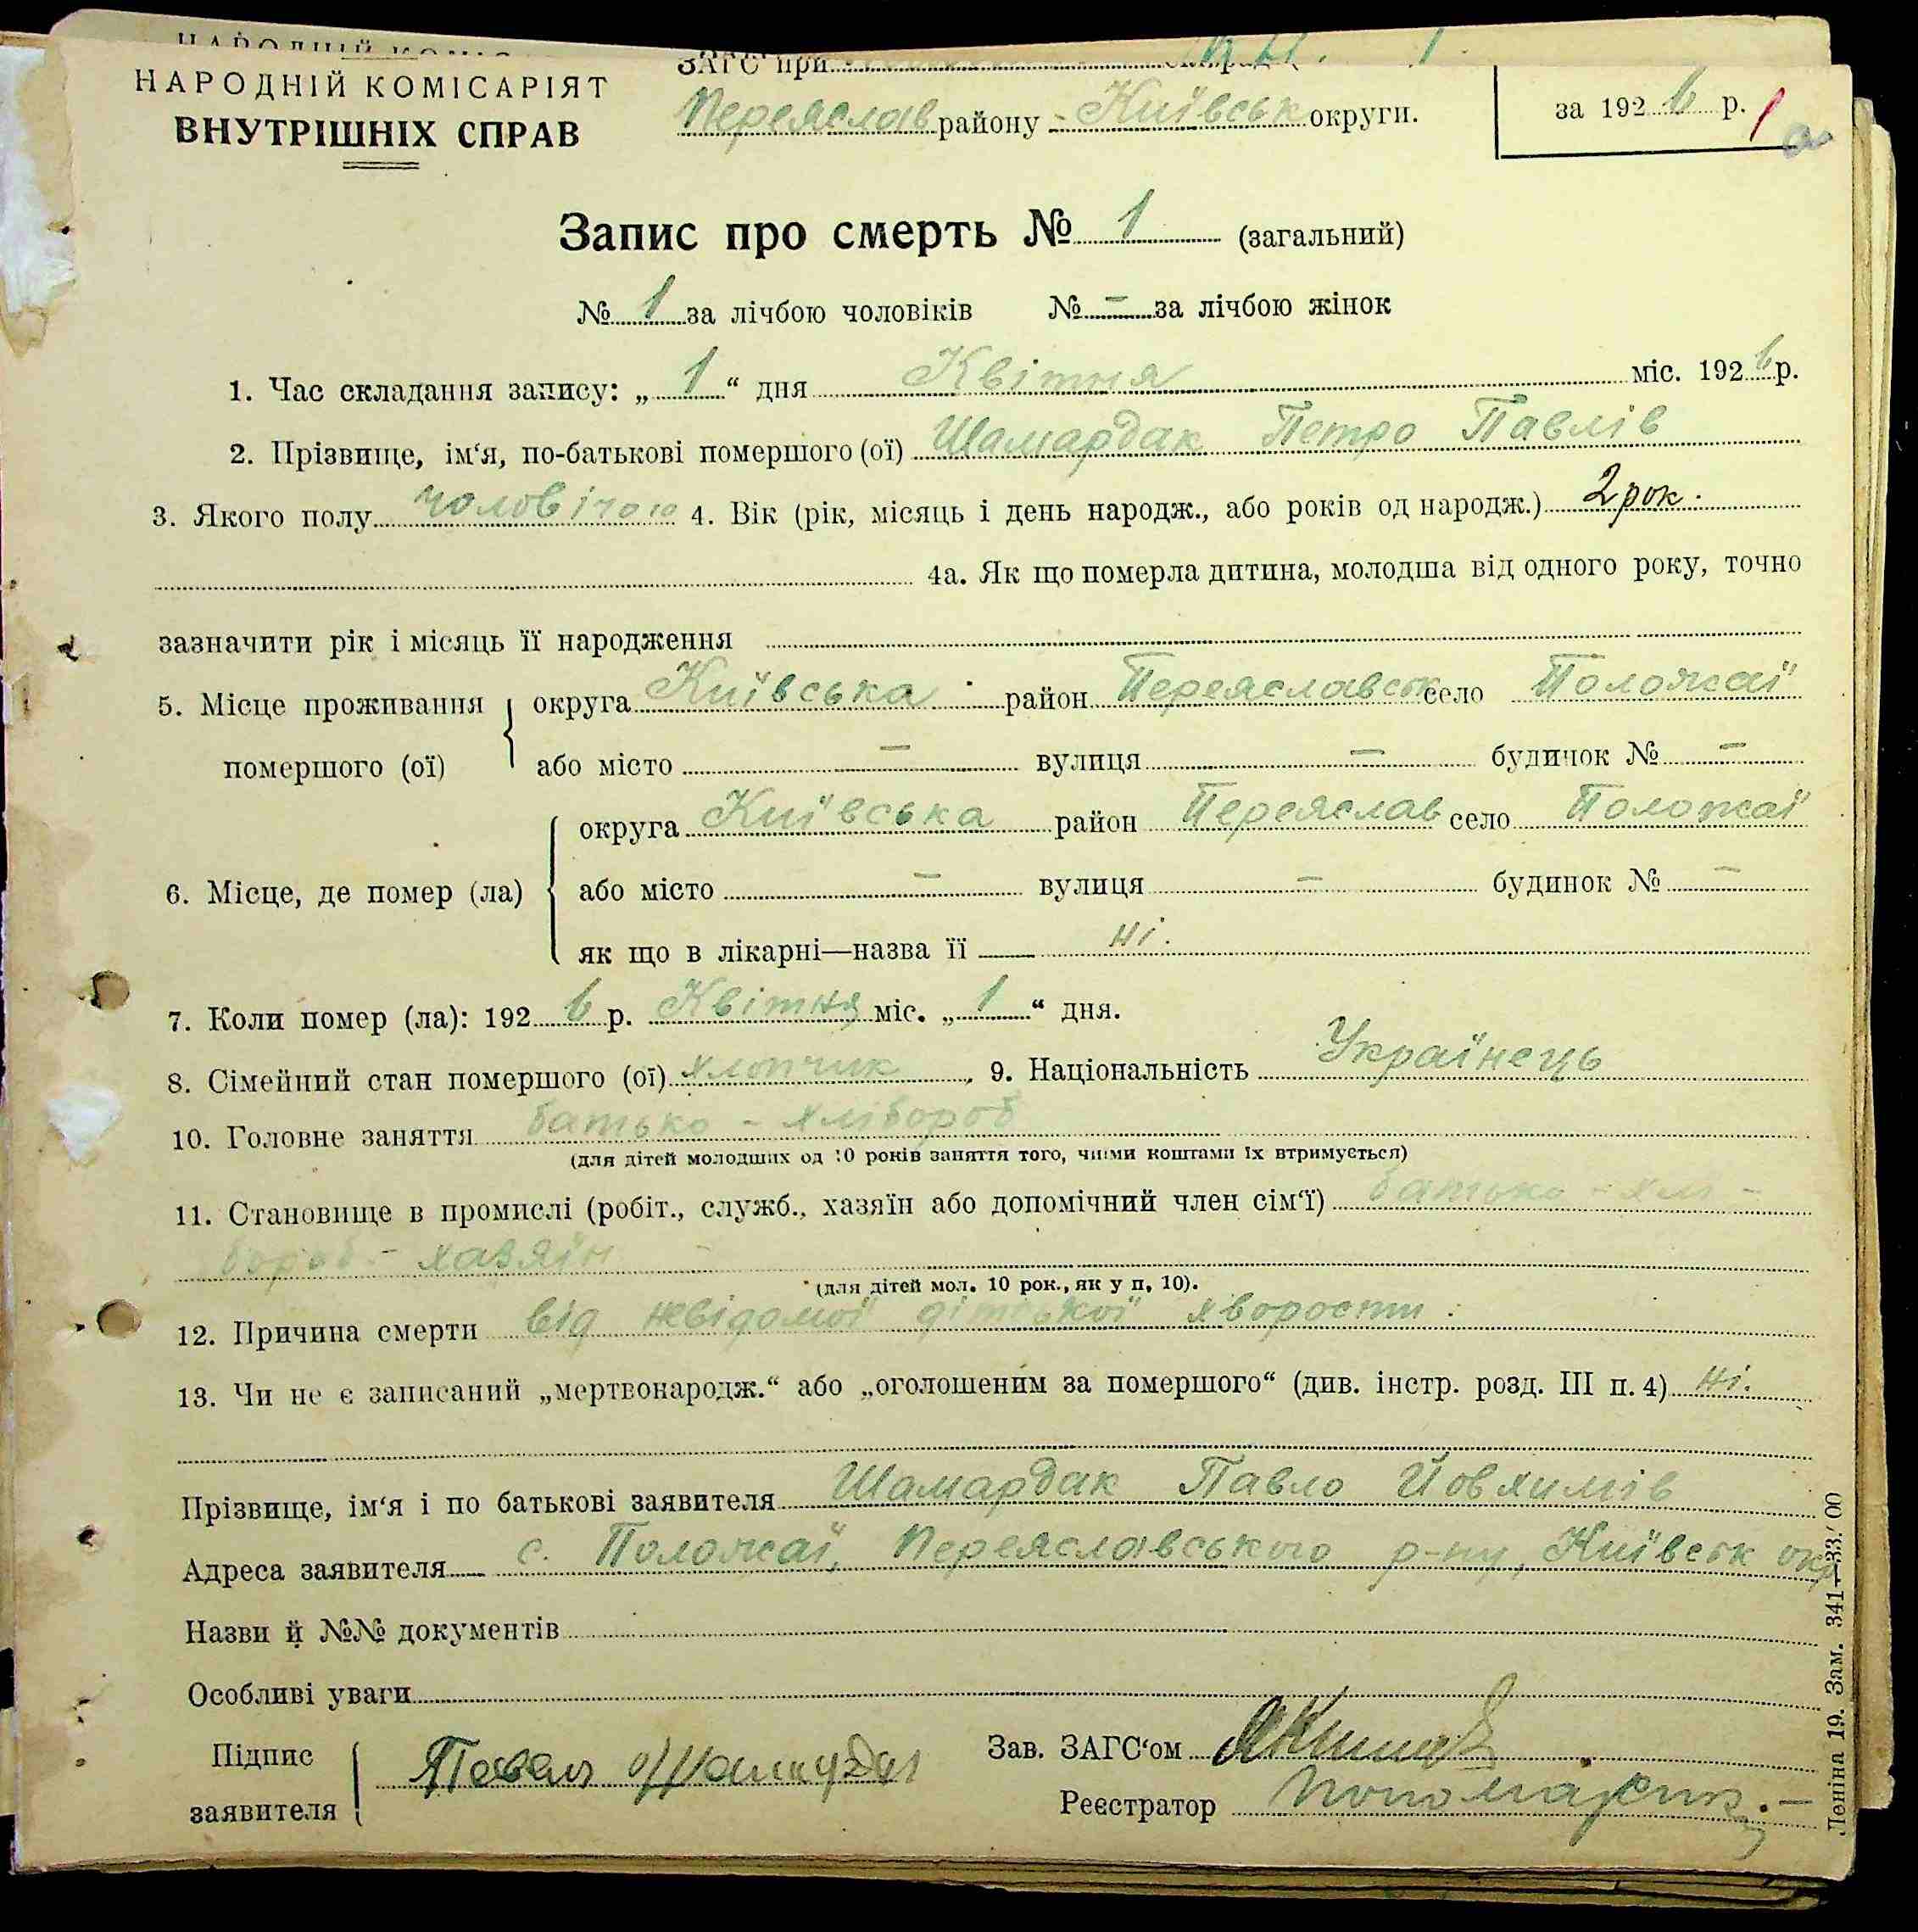 НАРОДНІЙ КОМІСАРІЯТ
ВНУТРІШНІХ СПРАВ
ЗАГС при
Переяслав району - Київськ округи.
за 1926 р.
Запис про смерть № 1 (загальний)
№ 1 за лічбою чоловіків № — за лічбою жінок
1. Час складання запису: „ 1 “ дня Квітня міс. 1926 р.
2. Прізвище, ім‘я, по-батькові помершого (ої) Шамардак Петро Павлів
3. Якого полу чоловічого 4. Вік (рік, місяць і день народж., або років од народж.) 2 рок.
4а. Як що померла дитина, молодша від одного року, точно
зазначити рік і місяць її народження
5. Місце проживання помершого (ої) округа Київська район Переяславськ село Положаї
або місто — вулиця — будинок № —
6. Місце, де помер (ла) округа Київська район Переяслав село Положаї
або місто — вулиця — будинок № —
як що в лікарні—назва її ні.
7. Коли помер (ла): 1926 р. Квітня міс. „ 1 “ дня.
8. Сімейний стан помершого (ої) хлопчик, 9. Національність Українець
10. Головне заняття батько - хлібороб
(для дітей молодших од 10 років заняття того, чиїми коштами їх втримується)
11. Становище в промислі (робіт., служб., хазяїн або допомічний член сім‘ї) батько - хлі-
бороб - хазяїн
(для дітей мол. 10 рок., як у п. 10).
12. Причина смерти від невідомої дітської хворости.
13. Чи не є записаний „мертвонародж.“ або „оголошеним за помершого“ (див. інстр. розд. III п. 4) ні.
Прізвище, ім‘я і по батькові заявителя Шамардак Павло Йовхимів
Адреса заявителя с. Положаї, Переяславського р-ну, Київськ окр
Назви й №№ документів
Особливі уваги
Підпис заявителя
Зав. ЗАГС‘ом
Реєстратор
Леніна 19. Зам. 341—33.000